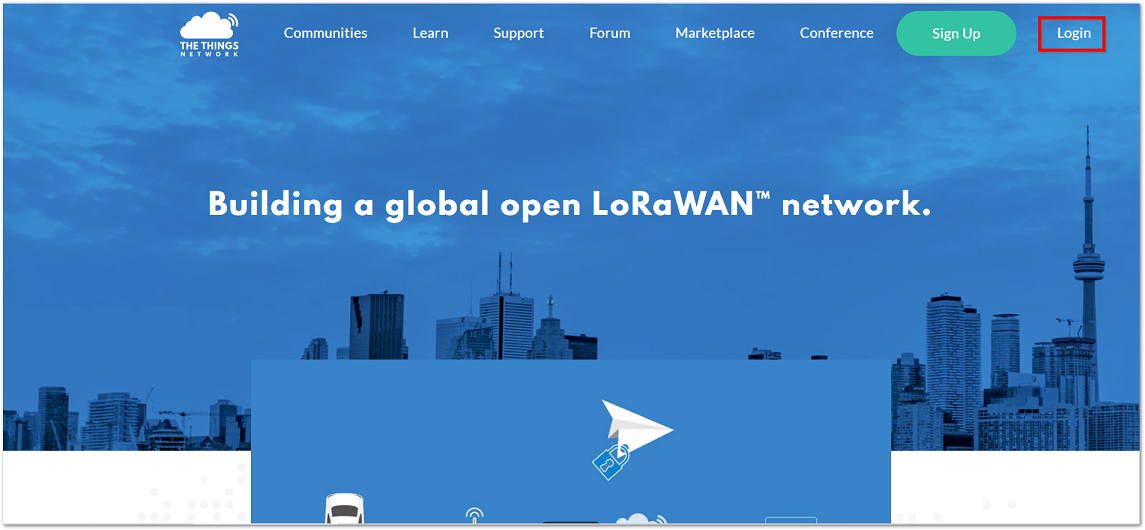 THE THINGS
NETWORK
Communities
Learn
Support
Forum
Marketplace
Conference
Sign Up
Login
Building a global open LoRaWAN™ network.